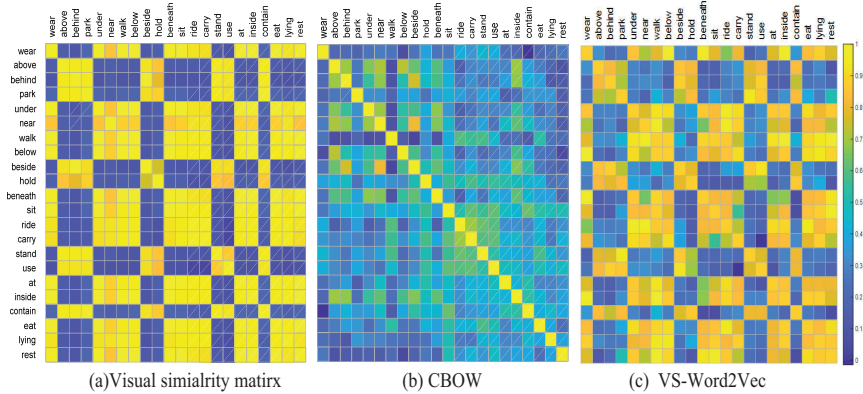 wear above behind park under near walk below beside hold beneath sit ride carry stand use at inside contain eat lying rest
wear above behind park under near walk below beside hold beneath sit ride carry stand use at inside contain eat lying rest
wear above behind park under near walk below beside hold beneath sit ride carry stand use at inside contain eat lying rest
wear
above
behind
park
under
near
walk
below
beside
hold
beneath
sit
ride
carry
stand
use
at
inside
contain
eat
lying
rest
1
0.9
0.8
0.7
0.6
0.5
0.4
0.3
0.2
0.1
0
(a)Visual simialrity matirx
(b) CBOW
(c) VS-Word2Vec